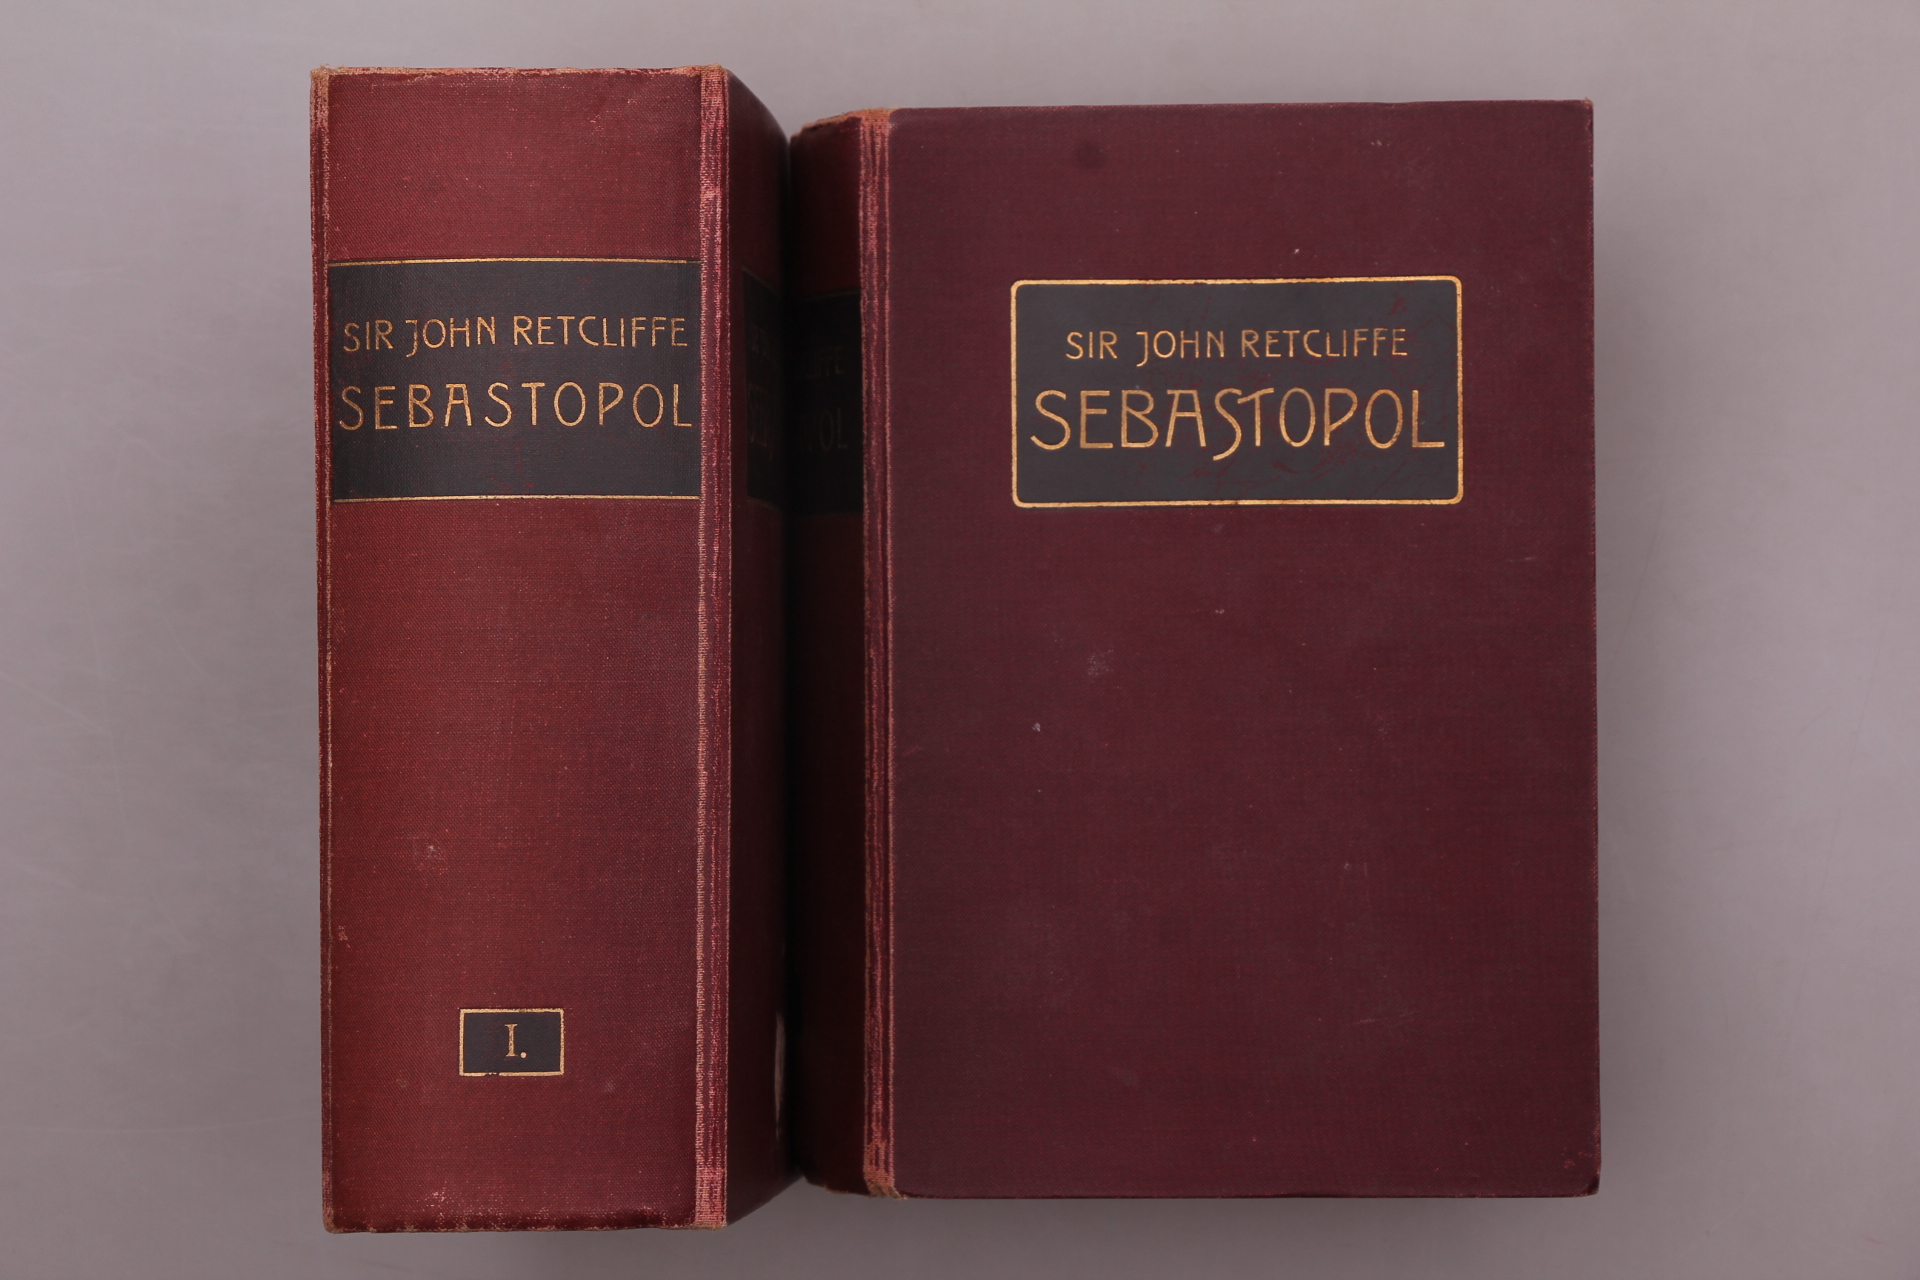 SIR JOHN RETCLIFFE
SEBASTOPOL
I.
SIR JOHN RETCLIFFE
SEBASTOPOL